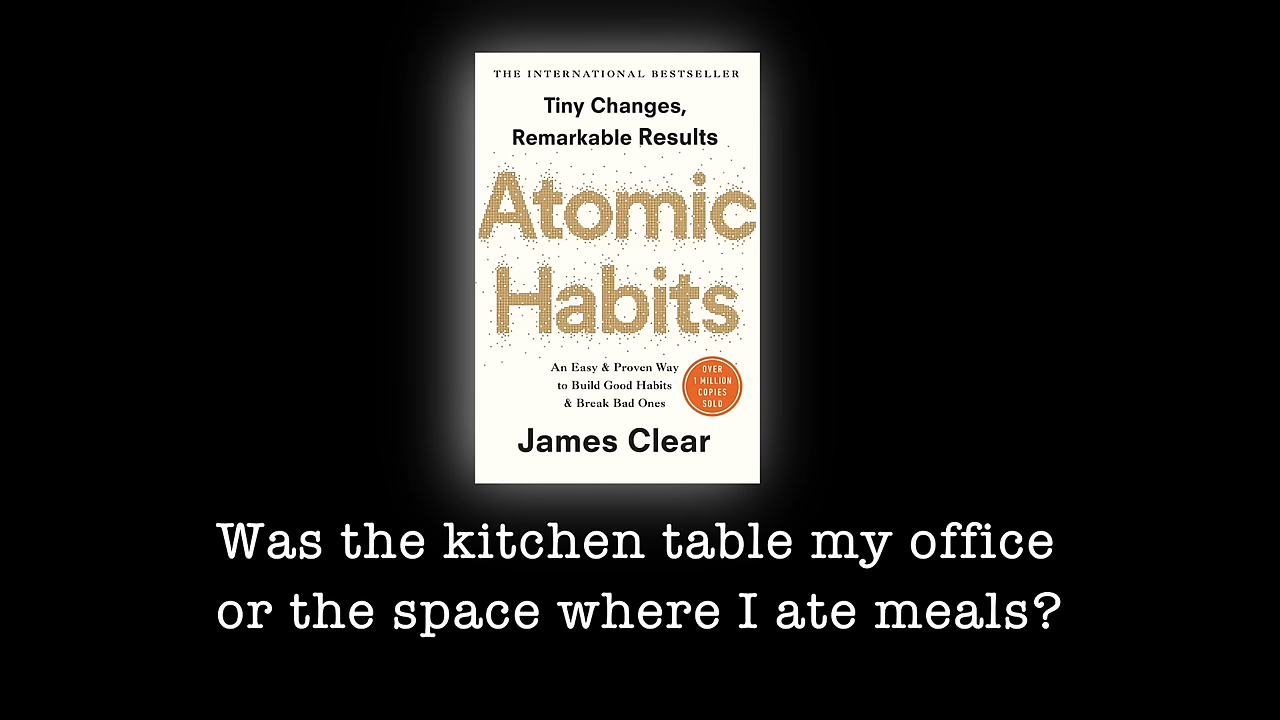 THE INTERNATIONAL BESTSELLER
Tiny Changes,
Remarkable Results
Atomic
Habits
An Easy & Proven Way
to Build Good Habits
& Break Bad Ones
OVER
1 MILLION
COPIES
SOLD
James Clear
Was the kitchen table my office
or the space where I ate meals?